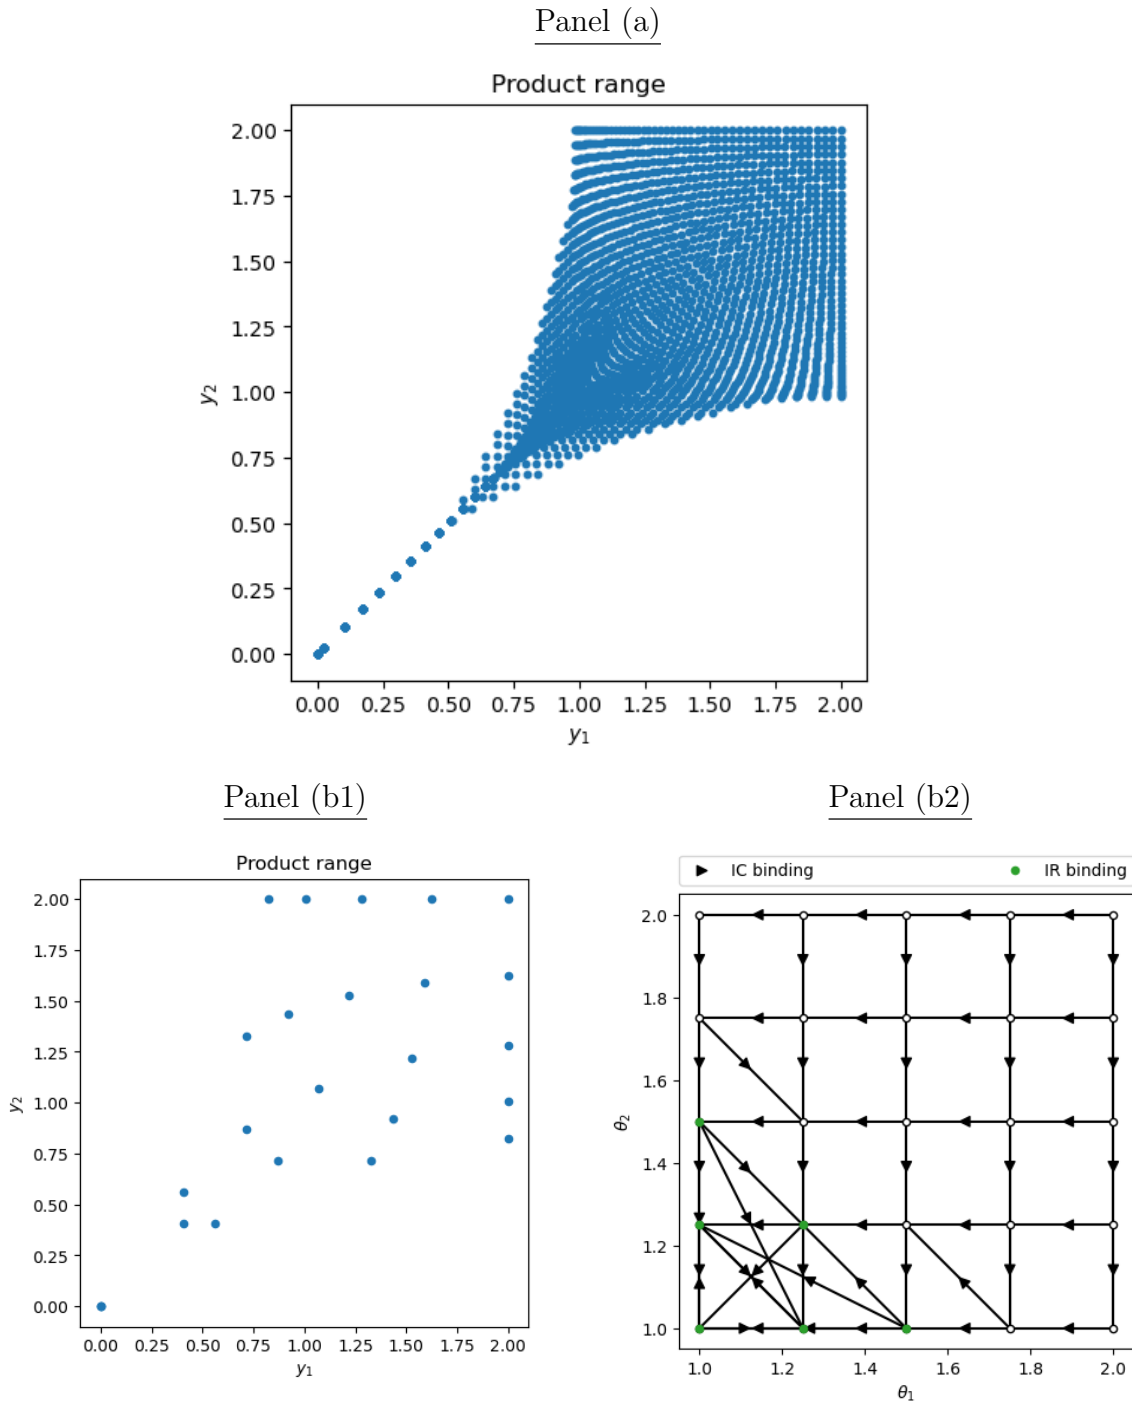 Panel (a)
Product range
2.00
1.75
1.50
1.25
1.00
0.75
0.50
0.25
0.00
y₂
0.00 0.25 0.50 0.75 1.00 1.25 1.50 1.75 2.00
y₁
Panel (b1)
Panel (b2)
Product range
2.00
1.75
1.50
1.25
1.00
0.75
0.50
0.25
0.00
y₂
0.00 0.25 0.50 0.75 1.00 1.25 1.50 1.75 2.00
y₁
IC binding IR binding
2.0
1.8
1.6
1.4
1.2
1.0
θ₂
1.0 1.2 1.4 1.6 1.8 2.0
θ₁